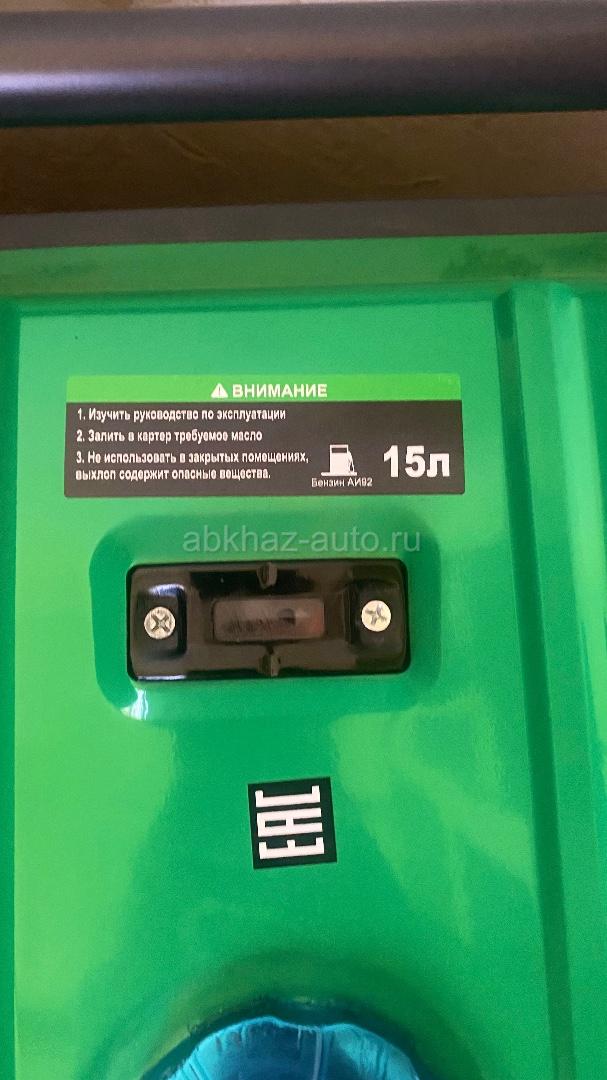 ВНИМАНИЕ
1. Изучить руководство по эксплуатации
2. Залить в картер требуемое масло
3. Не использовать в закрытых помещениях,
выхлоп содержит опасные вещества.
Бензин АИ92
15л
abkhaz-auto.ru
EAC